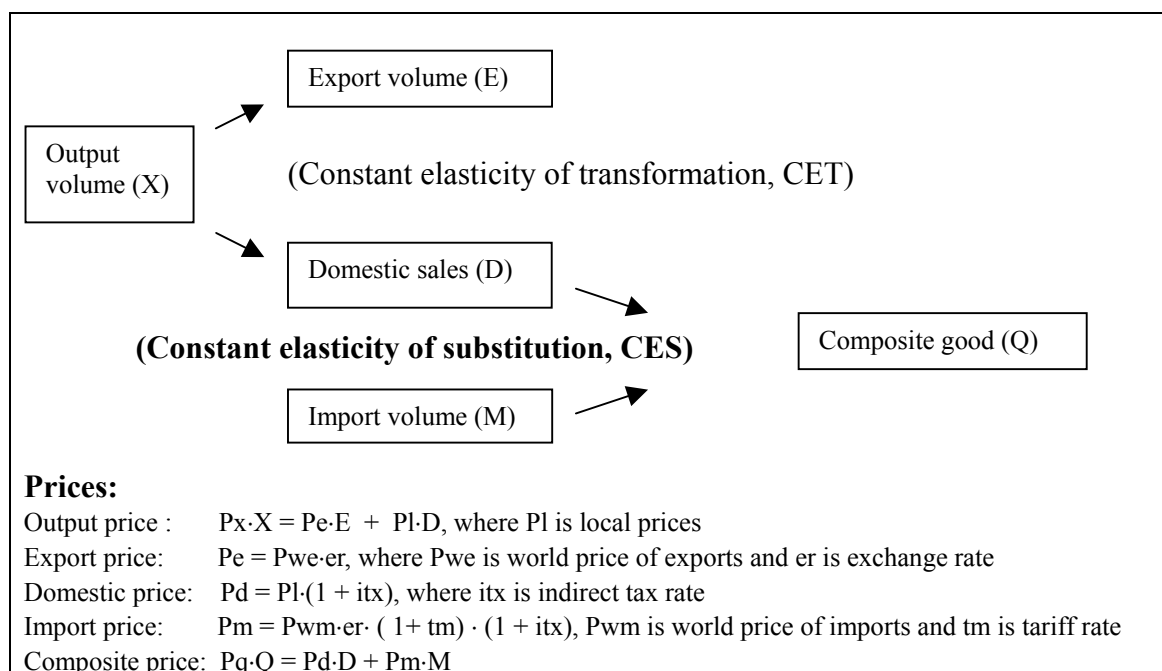 Export volume (E)
Output
volume (X)
(Constant elasticity of transformation, CET)
Domestic sales (D)
(Constant elasticity of substitution, CES)
Composite good (Q)
Import volume (M)
Prices:
Output price : Px·X = Pe·E + Pl·D, where Pl is local prices
Export price: Pe = Pwe·er, where Pwe is world price of exports and er is exchange rate
Domestic price: Pd = Pl·(1 + itx), where itx is indirect tax rate
Import price: Pm = Pwm·er· ( 1+ tm) · (1 + itx), Pwm is world price of imports and tm is tariff rate
Composite price: Pq·Q = Pd·D + Pm·M